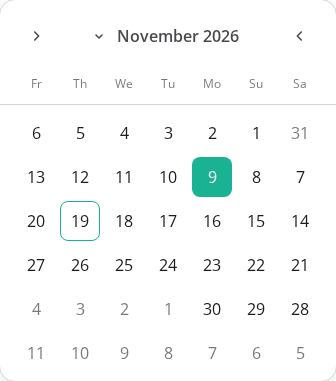 November 2026
Fr Th We Tu Mo Su Sa
6 5 4 3 2 1 31
13 12 11 10 9 8 7
20 19 18 17 16 15 14
27 26 25 24 23 22 21
4 3 2 1 30 29 28
11 10 9 8 7 6 5